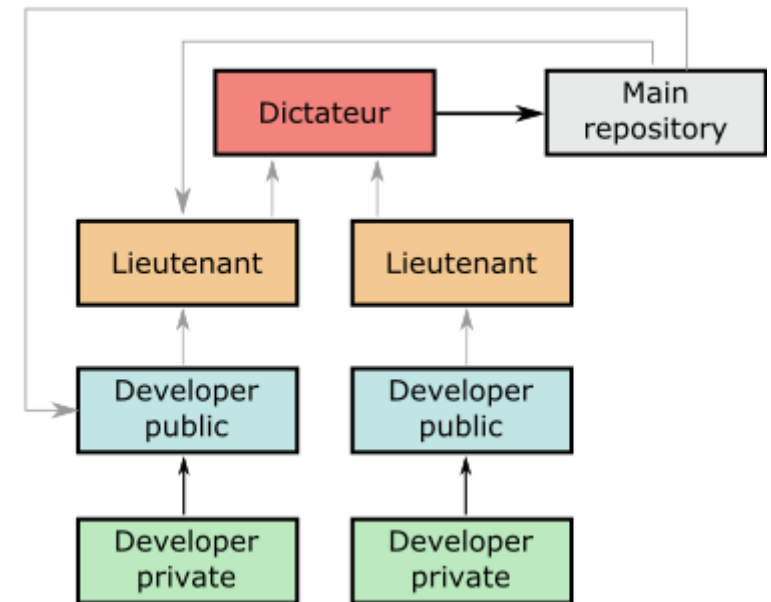 Dictateur
Main
repository
Lieutenant
Lieutenant
Developer
public
Developer
public
Developer
private
Developer
private